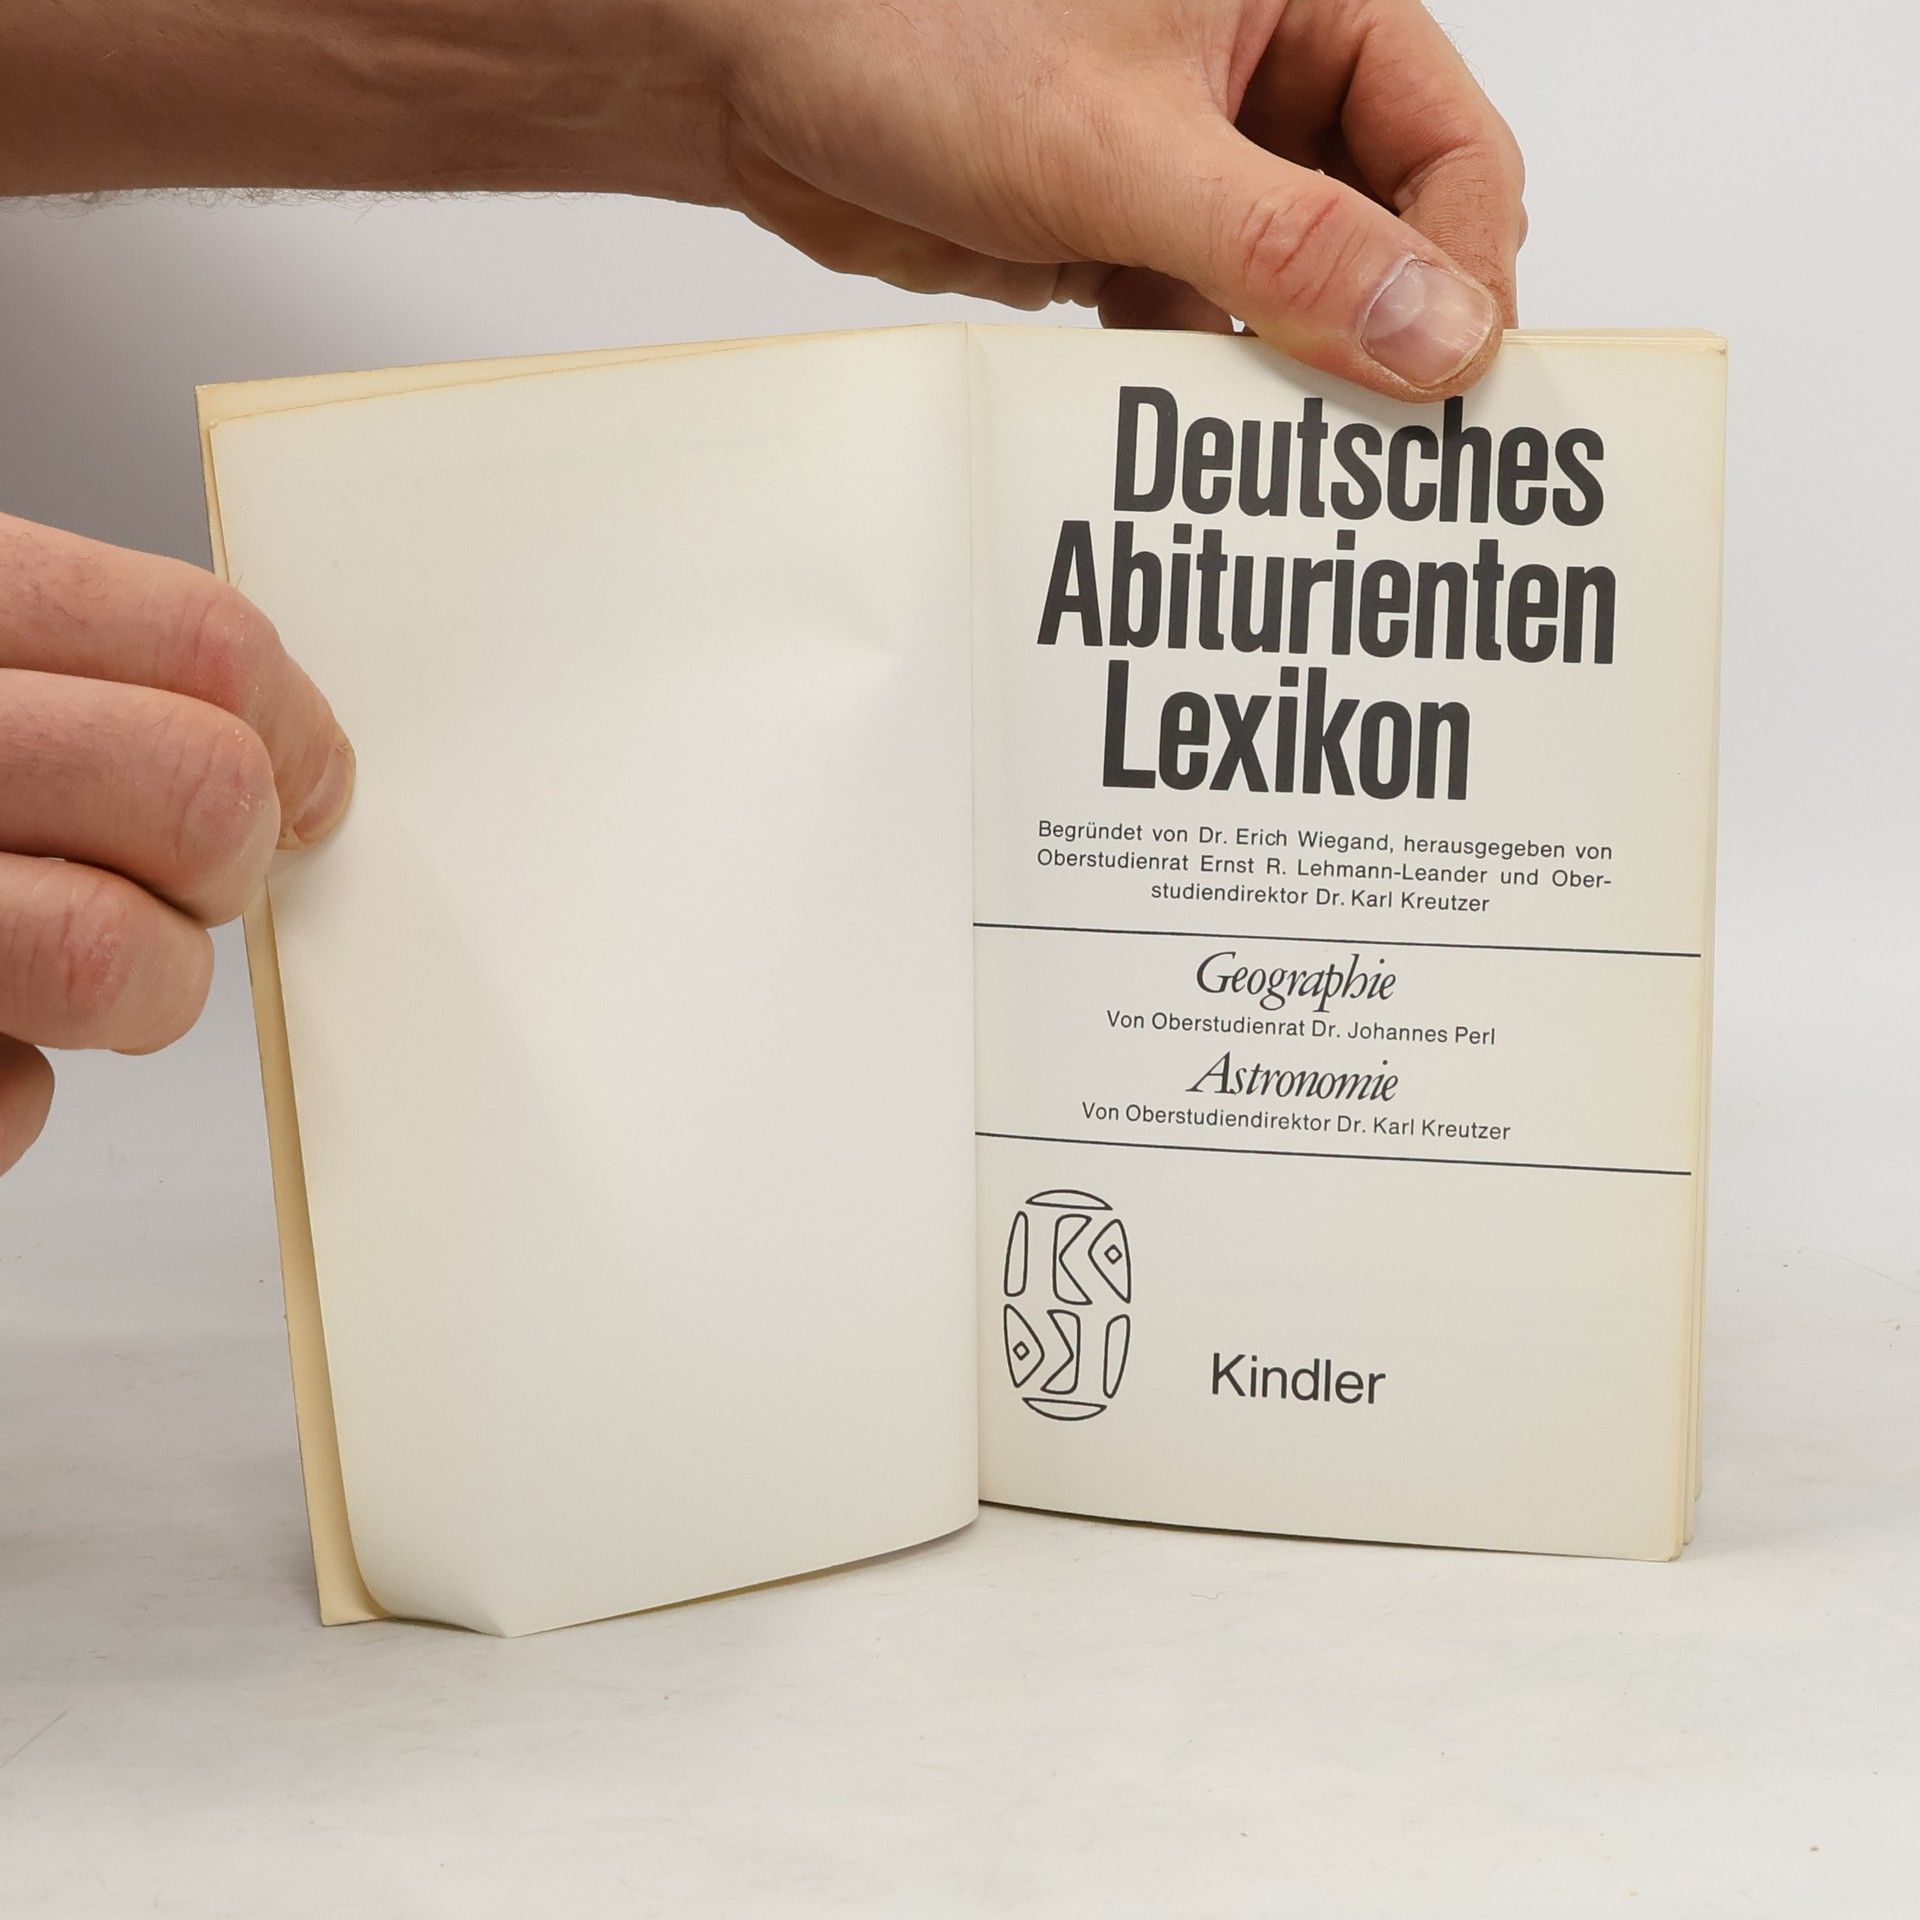 Deutsches
Abiturienten
Lexikon
Begründet von Dr. Erich Wiegand, herausgegeben von
Oberstudienrat Ernst R. Lehmann-Leander und Ober-
studiendirektor Dr. Karl Kreutzer
Geographie
Von Oberstudienrat Dr. Johannes Perl
Astronomie
Von Oberstudiendirektor Dr. Karl Kreutzer
Kindler